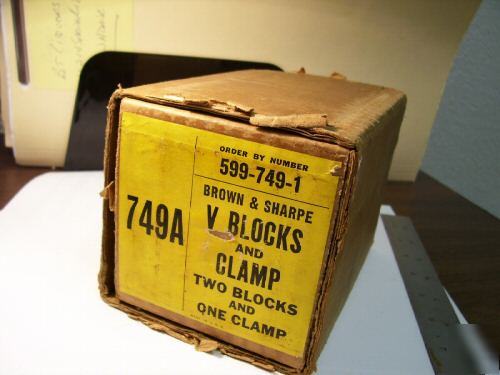 749A
ORDER BY NUMBER
599-749-1
BROWN & SHARPE
V BLOCKS
AND
CLAMP
TWO BLOCKS
AND
ONE CLAMP